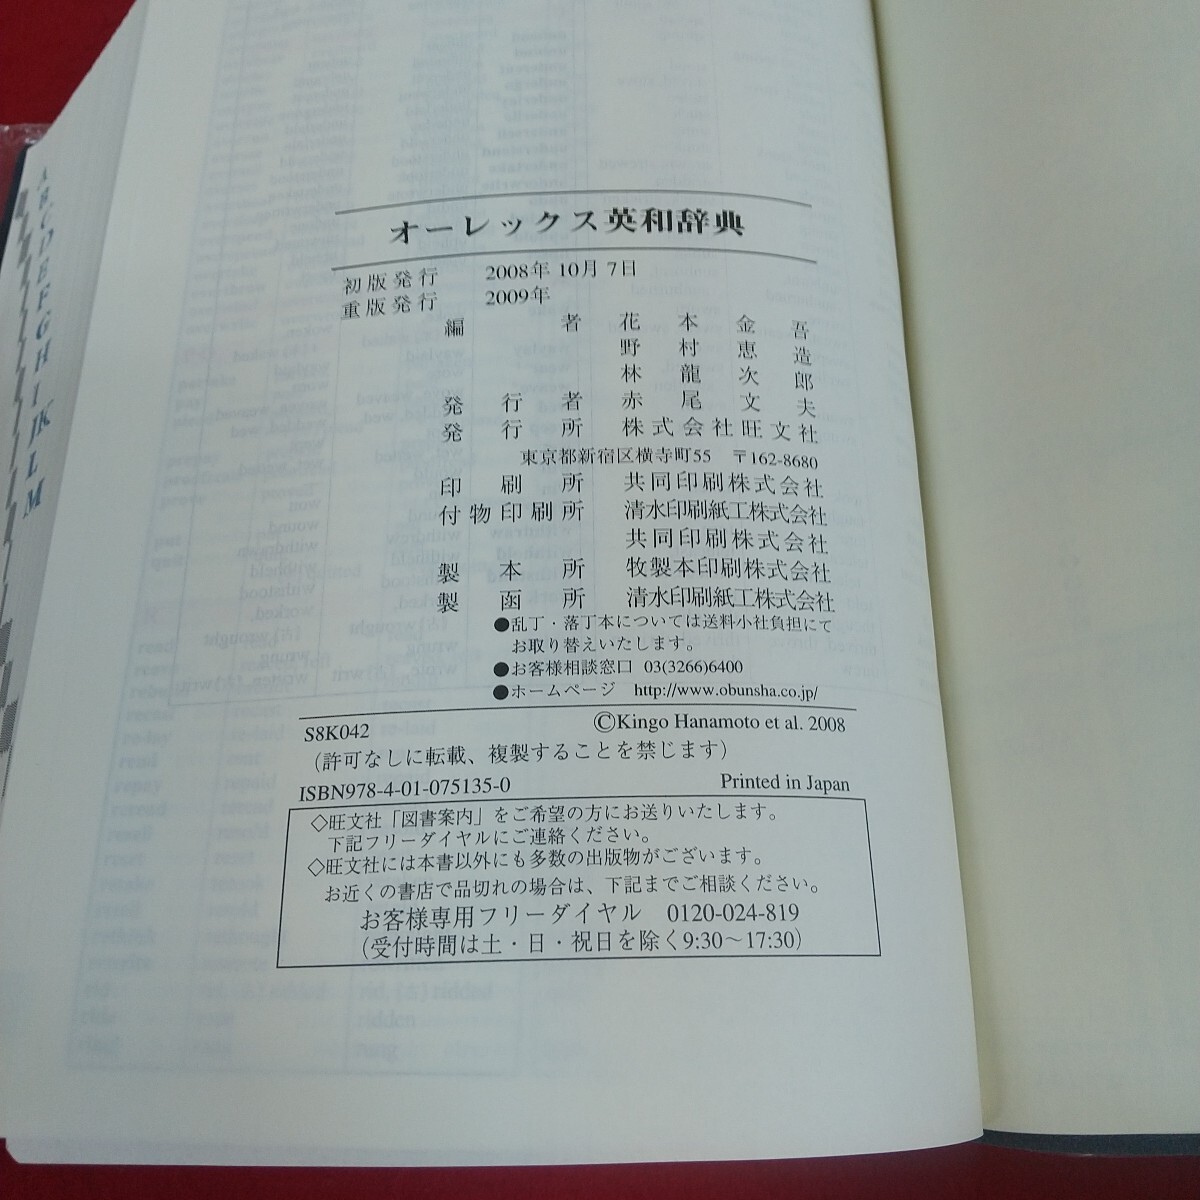 オーレックス英和辞典
初版発行 2008年 10月 7日
重版発行 2009年
編者 花本金吾
野村恵造
林龍次郎
発行者 赤尾文夫
発行所 株式会社旺文社
東京都新宿区横寺町55 〒162-8680
印刷所 共同印刷株式会社
付物印刷所 清水印刷紙工株式会社
共同印刷株式会社
製本所 牧製本印刷株式会社
製函所 清水印刷紙工株式会社
●乱丁・落丁本については送料小社負担にて
お取り替えいたします。
●お客様相談窓口 03(3266)6400
●ホームページ http://www.obunsha.co.jp/
S8K042 ©Kingo Hanamoto et al. 2008
（許可なしに転載、複製することを禁じます）
ISBN978-4-01-075135-0 Printed in Japan
◇旺文社「図書案内」をご希望の方にお送りいたします。
下記フリーダイヤルにご連絡ください。
◇旺文社には本書以外にも多数の出版物がございます。
お近くの書店で品切れの場合は、下記までご相談ください。
お客様専用フリーダイヤル 0120-024-819
（受付時間は土・日・祝日を除く9:30～17:30）
A
B
C
D
E
F
G
H
I
JK
L
M